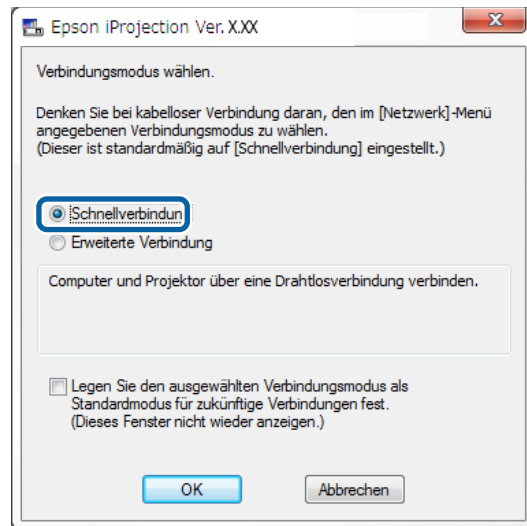 Epson iProjection Ver. X.XX
Verbindungsmodus wählen.
Denken Sie bei kabelloser Verbindung daran, den im [Netzwerk]-Menü
angegebenen Verbindungsmodus zu wählen.
(Dieser ist standardmäßig auf [Schnellverbindung] eingestellt.)
Schnellverbindun
Erweiterte Verbindung
Computer und Projektor über eine Drahtlosverbindung verbinden.
Legen Sie den ausgewählten Verbindungsmodus als
Standardmodus für zukünftige Verbindungen fest.
(Dieses Fenster nicht wieder anzeigen.)
OK Abbrechen